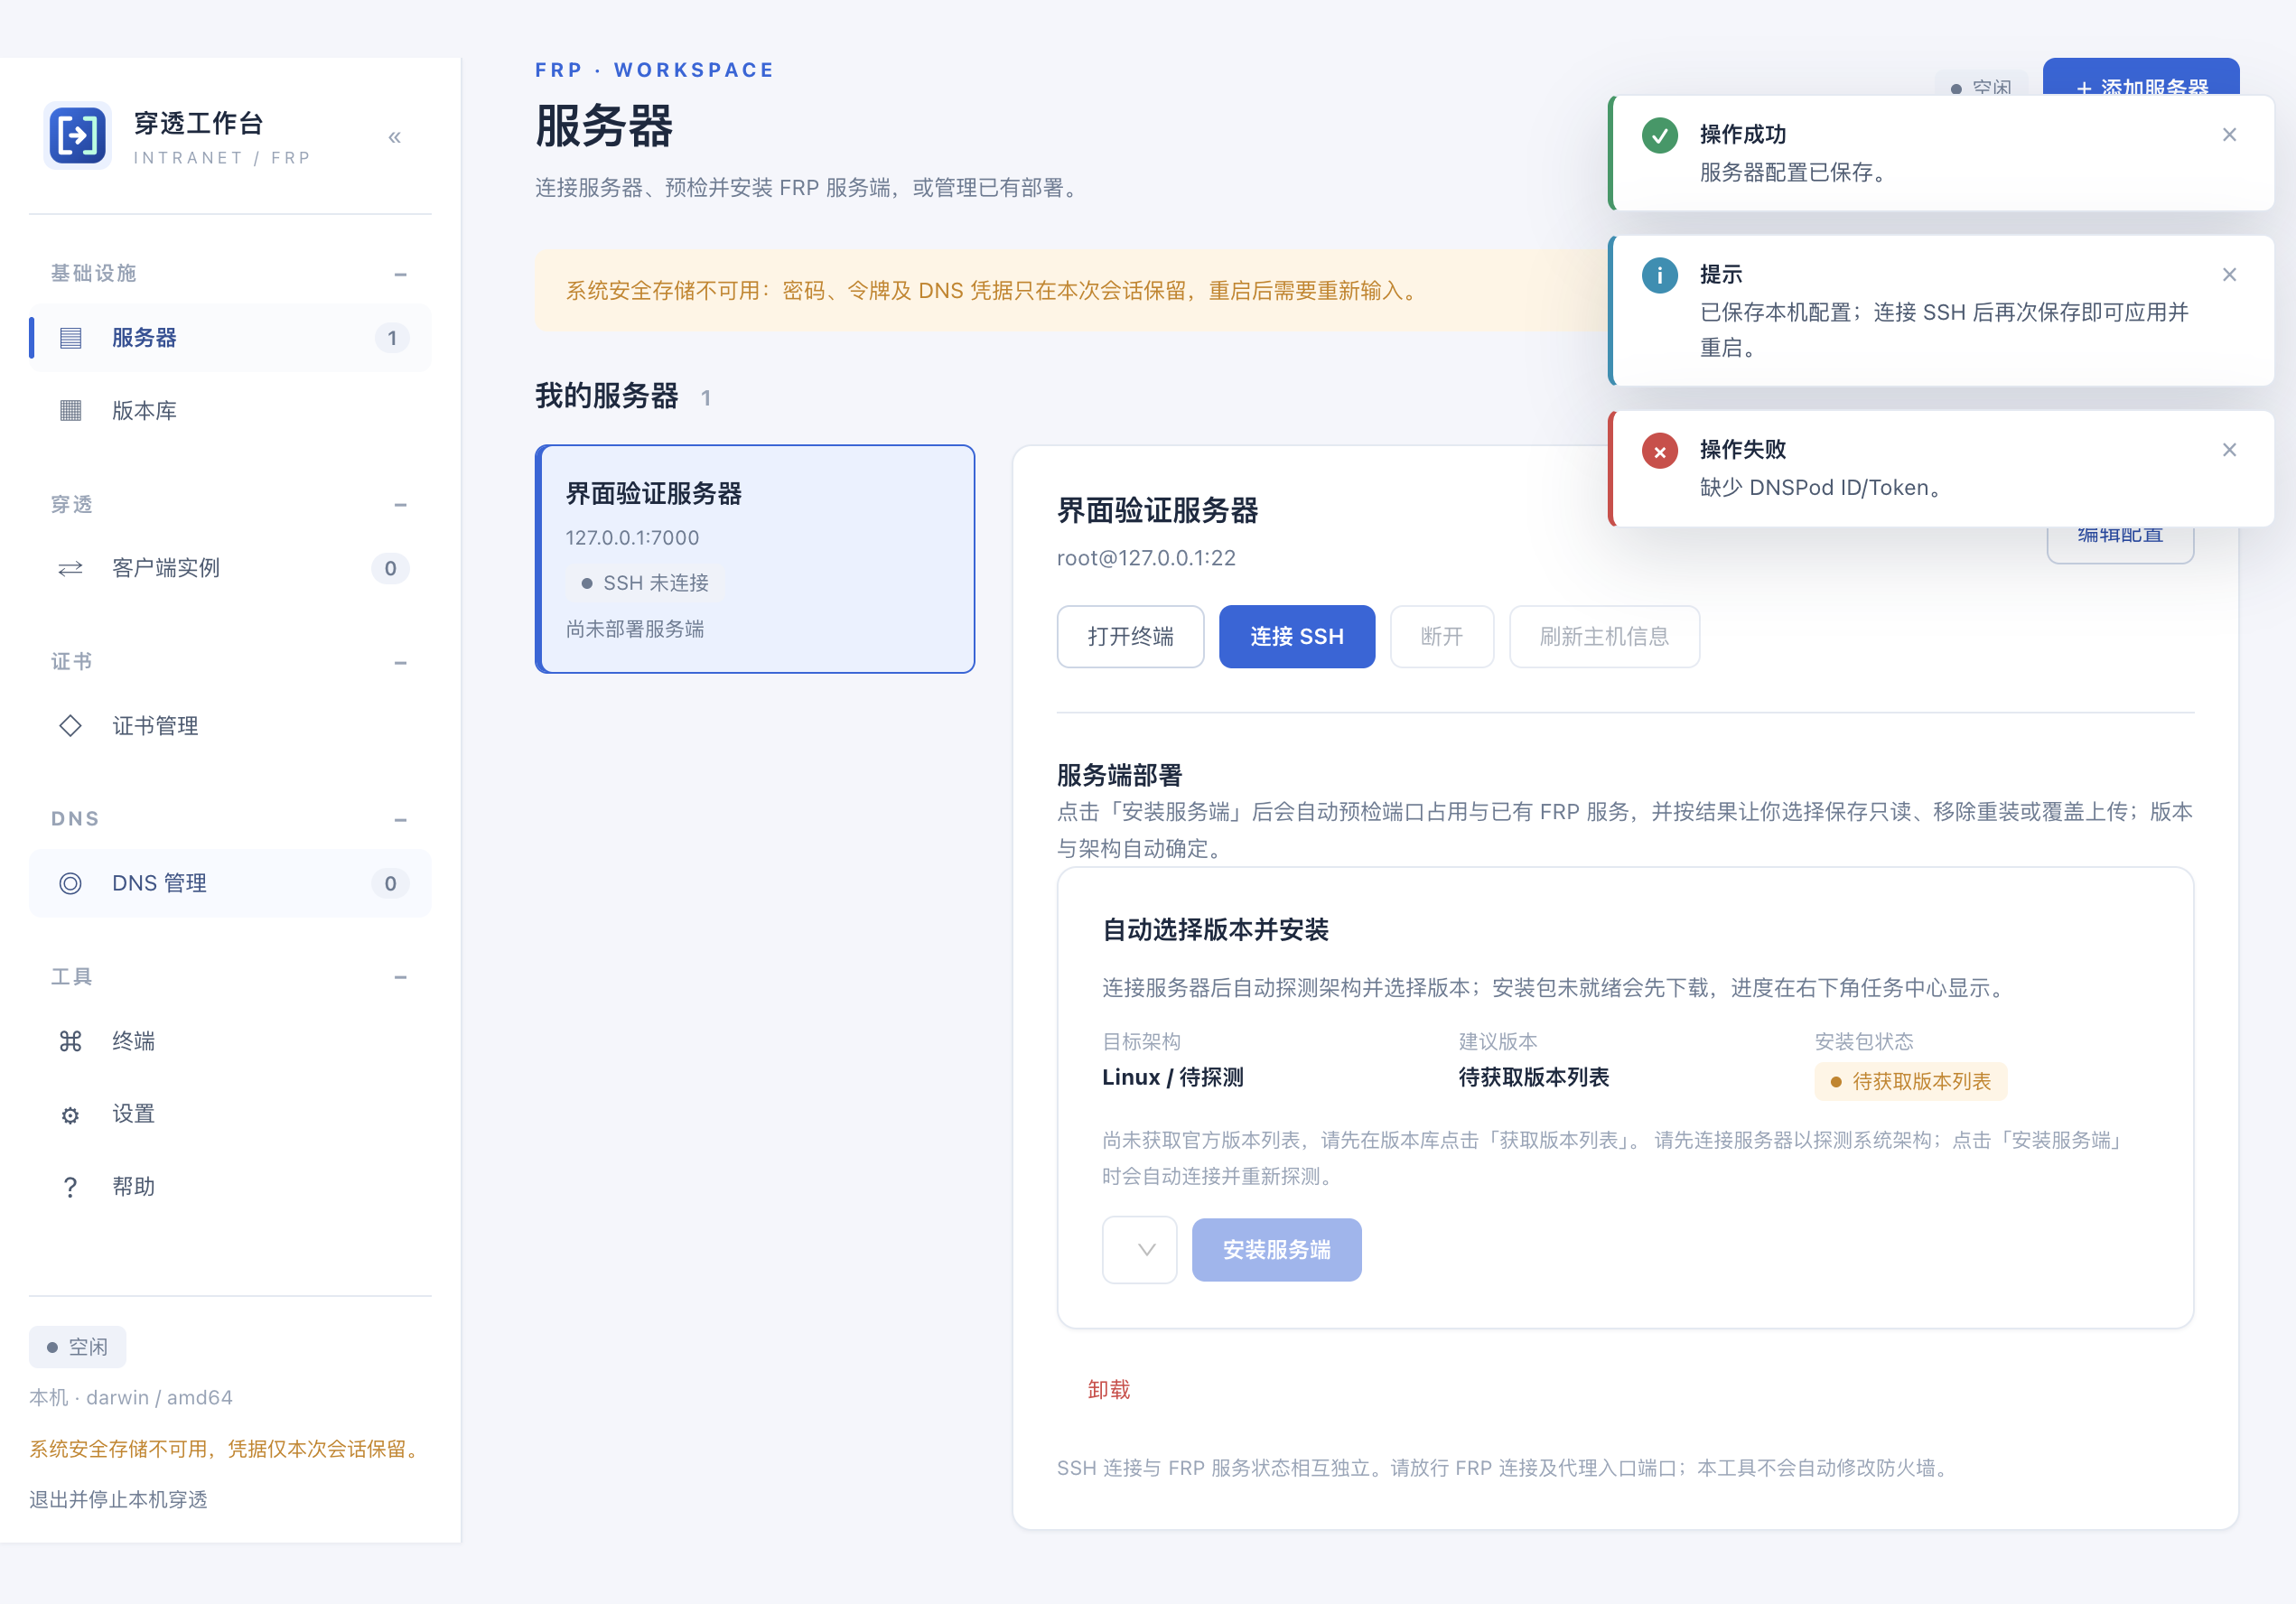 穿透工作台
INTRANET / FRP
«
基础设施 –
服务器 1
版本库
穿透 –
客户端实例 0
证书 –
证书管理
DNS –
DNS 管理 0
工具 –
终端
设置
? 帮助
空闲
本机 · darwin / amd64
系统安全存储不可用，凭据仅本次会话保留。
退出并停止本机穿透
FRP · WORKSPACE
服务器
连接服务器、预检并安装 FRP 服务端，或管理已有部署。
空闲
+ 添加服务器
系统安全存储不可用：密码、令牌及 DNS 凭据只在本次会话保留，重启后需要重新输入。
操作成功
服务器配置已保存。
提示
已保存本机配置；连接 SSH 后再次保存即可应用并
重启。
操作失败
缺少 DNSPod ID/Token。
我的服务器 1
界面验证服务器
127.0.0.1:7000
SSH 未连接
尚未部署服务端
界面验证服务器
root@127.0.0.1:22
编辑配置
打开终端 连接 SSH 断开 刷新主机信息
服务端部署
点击「安装服务端」后会自动预检端口占用与已有 FRP 服务，并按结果让你选择保存只读、移除重装或覆盖上传；版本
与架构自动确定。
自动选择版本并安装
连接服务器后自动探测架构并选择版本；安装包未就绪会先下载，进度在右下角任务中心显示。
目标架构 建议版本 安装包状态
Linux / 待探测 待获取版本列表 待获取版本列表
尚未获取官方版本列表，请先在版本库点击「获取版本列表」。 请先连接服务器以探测系统架构；点击「安装服务端」
时会自动连接并重新探测。
安装服务端
卸载
SSH 连接与 FRP 服务状态相互独立。请放行 FRP 连接及代理入口端口；本工具不会自动修改防火墙。